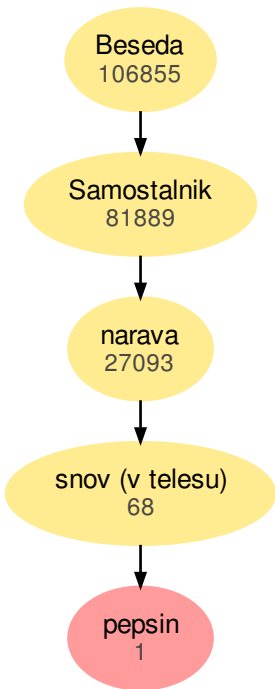 Beseda
106855
Samostalnik
81889
narava
27093
snov (v telesu)
68
pepsin
1